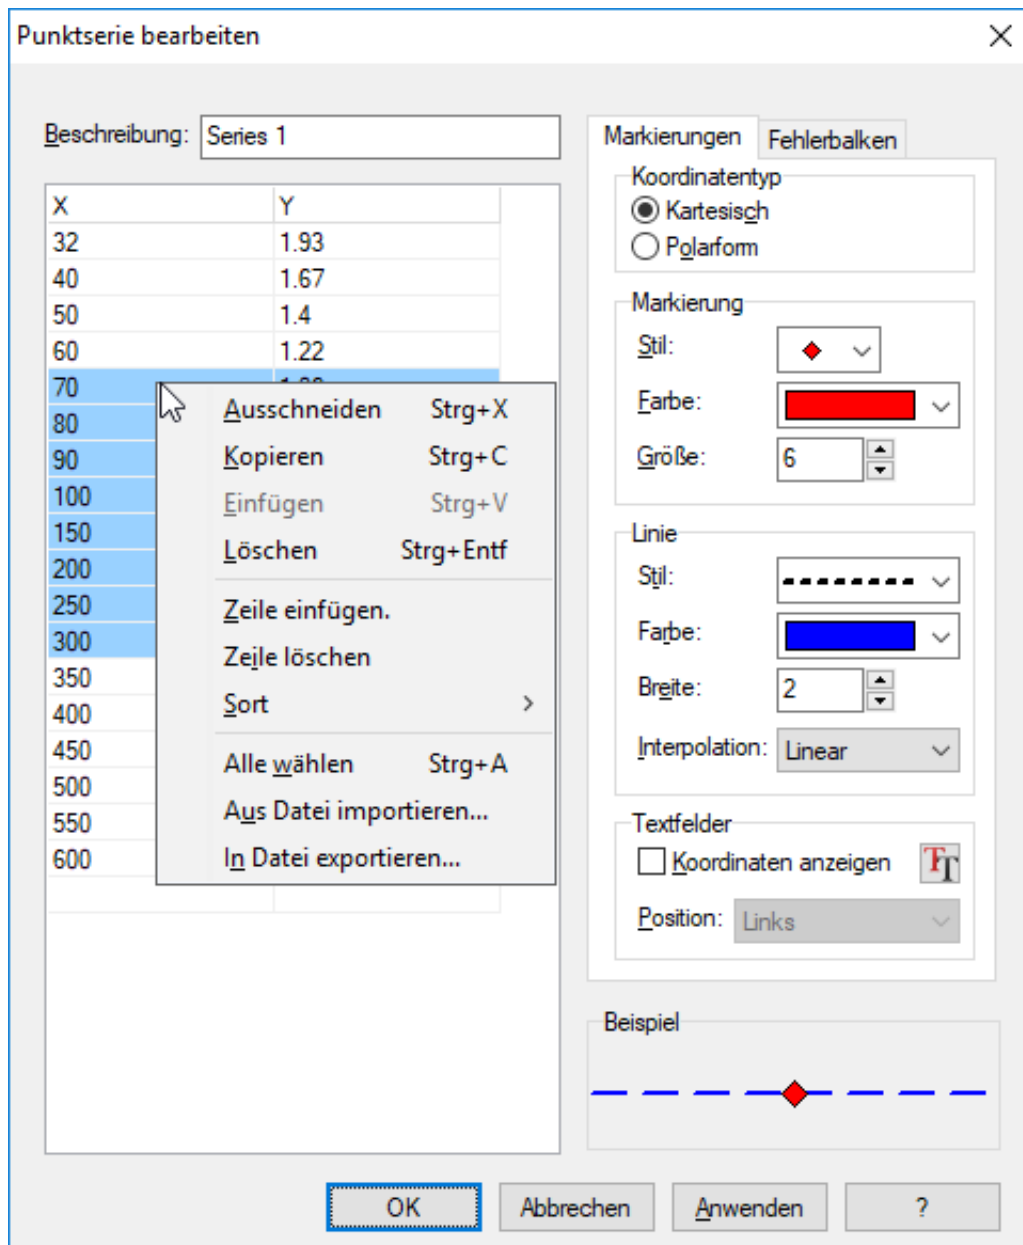 Punktserie bearbeiten
Beschreibung: Series 1
X Y
32 1.93
40 1.67
50 1.4
60 1.22
70
80
90
100
150
200
250
300
350
400
450
500
550
600
Ausschneiden Strg+X
Kopieren Strg+C
Einfügen Strg+V
Löschen Strg+Entf
Zeile einfügen.
Zeile löschen
Sort
Alle wählen Strg+A
Aus Datei importieren...
In Datei exportieren...
Markierungen Fehlerbalken
Koordinatentyp
Kartesisch
Polarform
Markierung
Stil:
Farbe:
Größe: 6
Linie
Stil:
Farbe:
Breite: 2
Interpolation: Linear
Textfelder
Koordinaten anzeigen TT
Position: Links
Beispiel
OK Abbrechen Anwenden ?